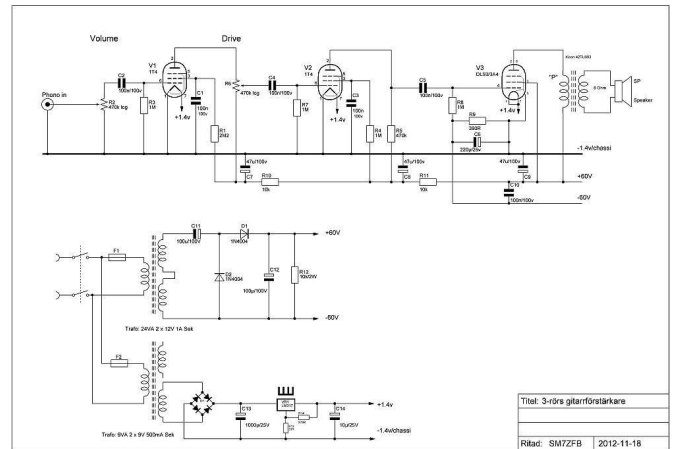 Volume
Drive
Phono in
R2
470k log
C2
100n/100v
R3
1M
V1
1T4
+1.4v
C1
100n
100v
R1
2M2
R6
470k log
C4
100n/100v
R7
1M
V2
1T4
+1.4v
C3
100n
100v
R4
1M
R5
470k
C5
100n/100v
R8
1M
V3
DL93/3A4
+1.4v
R9
C6
220µ/25v
"P"
8 Ohm
SP
Speaker
-1.4v/chassi
47u/100v
C7
R10
10k
47u/100v
C8
R11
10k
47u/100v
C9
+60V
C10
100n/100v
-60V
F1
C11
100u/100V
D1
1N4004
+60V
D2
1N4004
C12
100µ/100V
R12
10k/2W
-60V
Trafo: 24VA 2 x 12V 1A Sek
F2
C13
1000µ/25V
C14
10µ/25V
+1.4v
-1.4v/chassi
Trafo: 9VA 2 x 9V 500mA Sek
Titel: 3-rörs gitarrförstärkare
Ritad: SM7ZFB
2012-11-18